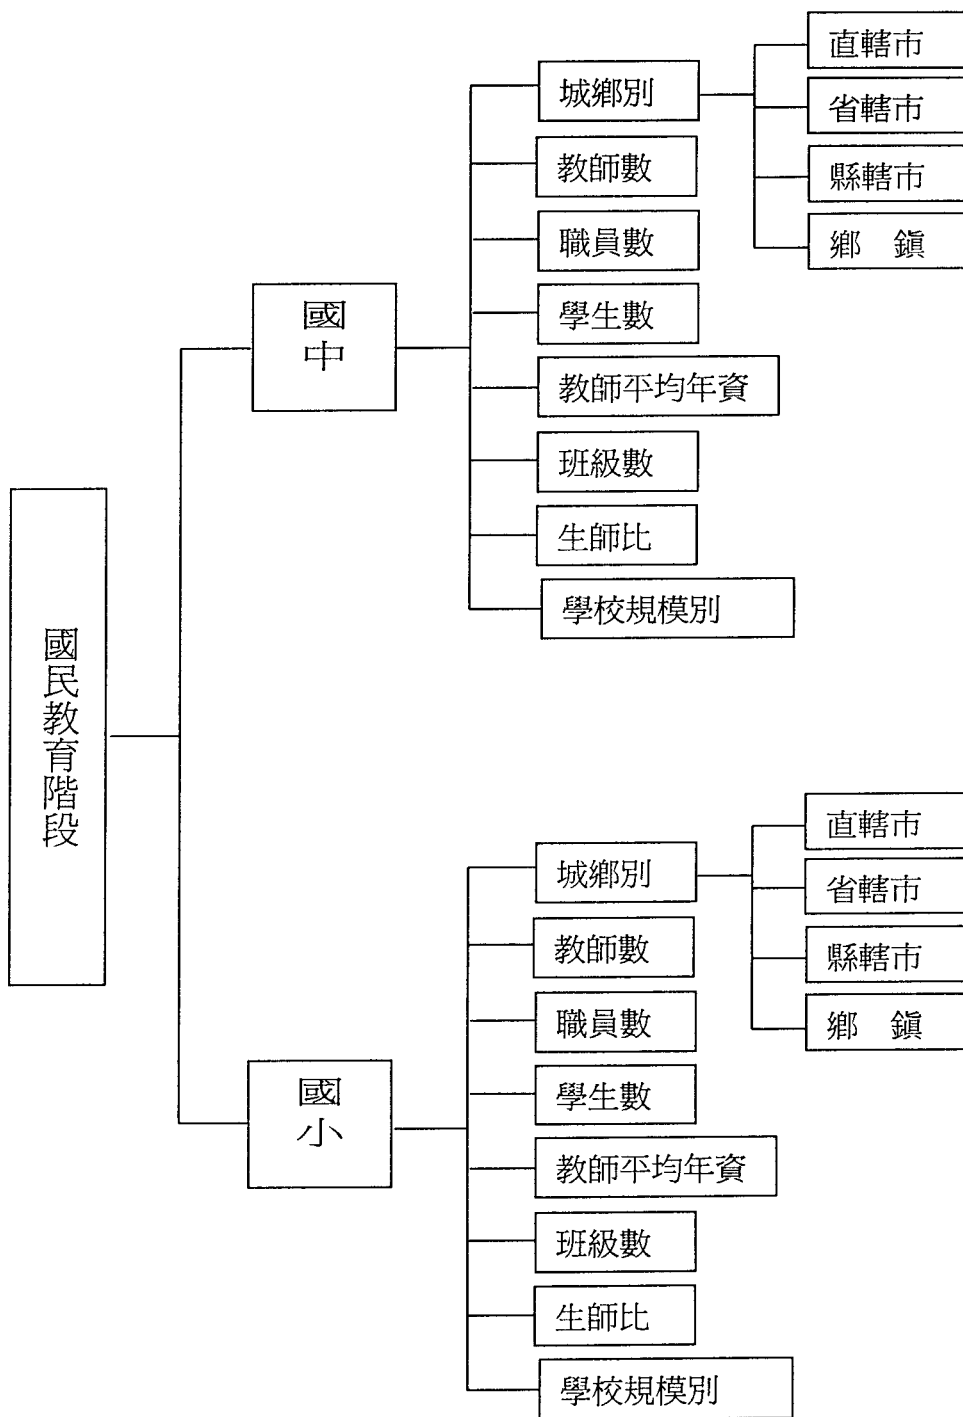 國民教育階段
國中
城鄉別
直轄市
省轄市
縣轄市
鄉　鎮
教師數
職員數
學生數
教師平均年資
班級數
生師比
學校規模別
國小
城鄉別
直轄市
省轄市
縣轄市
鄉　鎮
教師數
職員數
學生數
教師平均年資
班級數
生師比
學校規模別